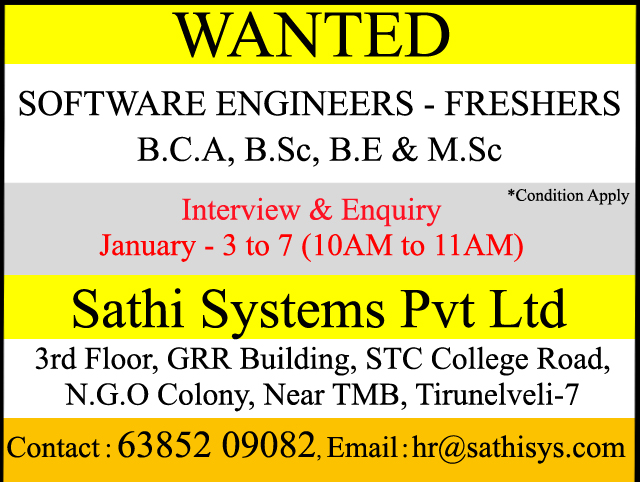 WANTED
SOFTWARE ENGINEERS - FRESHERS
B.C.A, B.Sc, B.E & M.Sc
*Condition Apply
Interview & Enquiry
January - 3 to 7 (10AM to 11AM)
Sathi Systems Pvt Ltd
3rd Floor, GRR Building, STC College Road,
N.G.O Colony, Near TMB, Tirunelveli-7
Contact : 63852 09082, Email : hr@sathisys.com